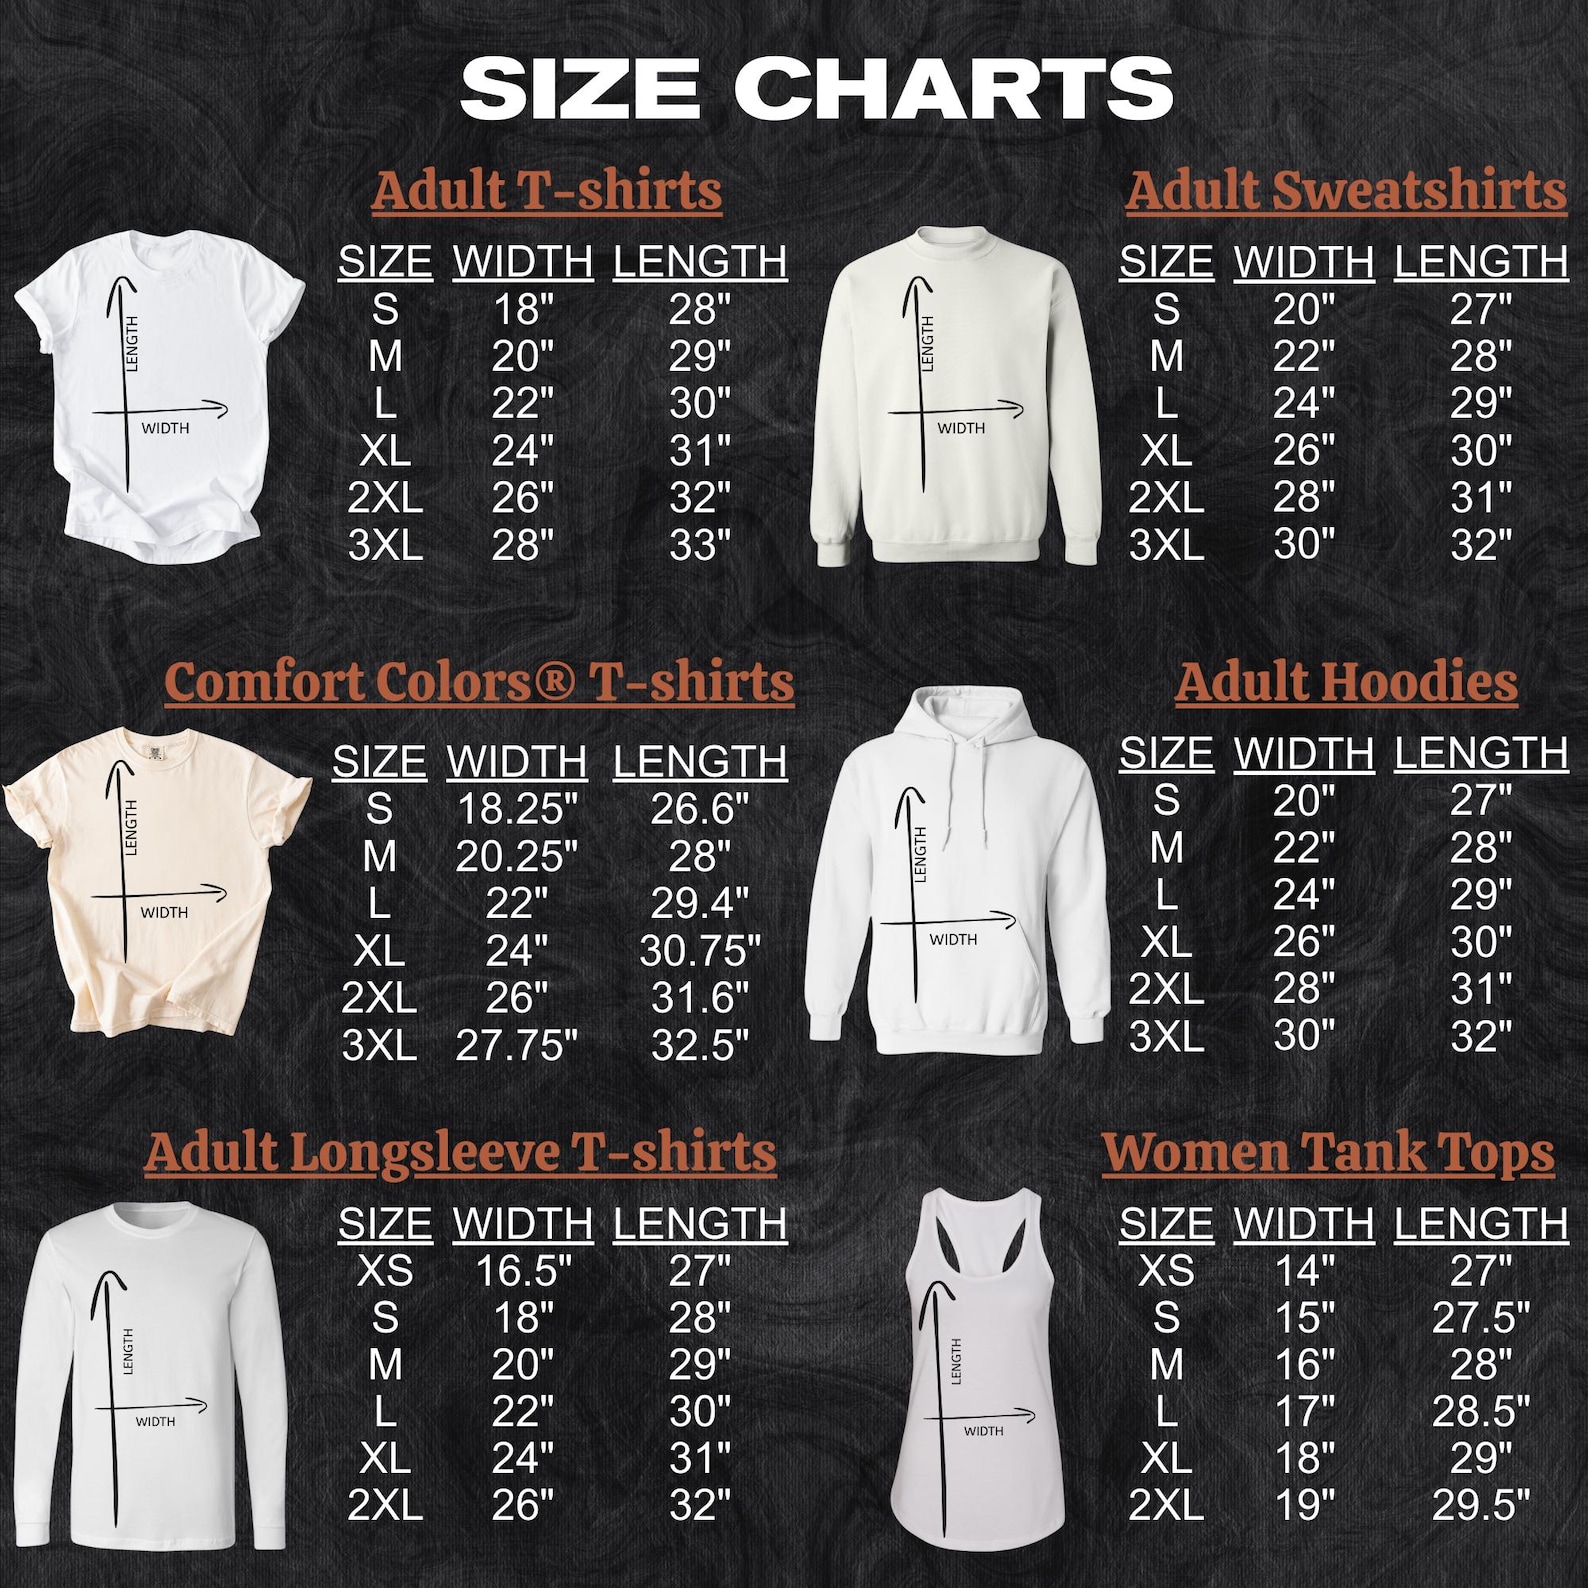 SIZE CHARTS
Adult T-shirts
SIZE WIDTH LENGTH
S 18" 28"
M 20" 29"
L 22" 30"
XL 24" 31"
2XL 26" 32"
3XL 28" 33"
LENGTH
WIDTH
Adult Sweatshirts
SIZE WIDTH LENGTH
S 20" 27"
M 22" 28"
L 24" 29"
XL 26" 30"
2XL 28" 31"
3XL 30" 32"
LENGTH
WIDTH
Comfort Colors® T-shirts
SIZE WIDTH LENGTH
S 18.25" 26.6"
M 20.25" 28"
L 22" 29.4"
XL 24" 30.75"
2XL 26" 31.6"
3XL 27.75" 32.5"
LENGTH
WIDTH
Adult Hoodies
SIZE WIDTH LENGTH
S 20" 27"
M 22" 28"
L 24" 29"
XL 26" 30"
2XL 28" 31"
3XL 30" 32"
LENGTH
WIDTH
Adult Longsleeve T-shirts
SIZE WIDTH LENGTH
XS 16.5" 27"
S 18" 28"
M 20" 29"
L 22" 30"
XL 24" 31"
2XL 26" 32"
LENGTH
WIDTH
Women Tank Tops
SIZE WIDTH LENGTH
XS 14" 27"
S 15" 27.5"
M 16" 28"
L 17" 28.5"
XL 18" 29"
2XL 19" 29.5"
LENGTH
WIDTH